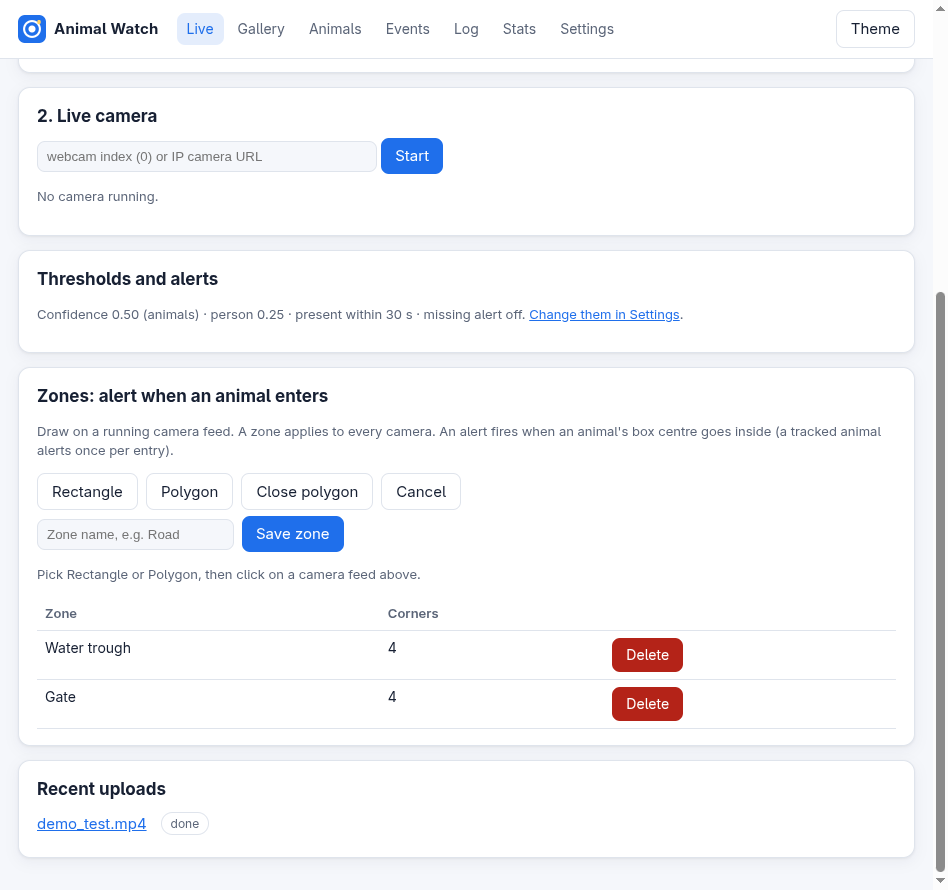 Animal Watch
Live
Gallery
Animals
Events
Log
Stats
Settings
Theme
2. Live camera
webcam index (0) or IP camera URL
Start
No camera running.
Thresholds and alerts
Confidence 0.50 (animals) · person 0.25 · present within 30 s · missing alert off. Change them in Settings.
Zones: alert when an animal enters
Draw on a running camera feed. A zone applies to every camera. An alert fires when an animal's box centre goes inside (a tracked animal
alerts once per entry).
Rectangle
Polygon
Close polygon
Cancel
Zone name, e.g. Road
Save zone
Pick Rectangle or Polygon, then click on a camera feed above.
Zone
Corners
Water trough
4
Delete
Gate
4
Delete
Recent uploads
demo_test.mp4
done